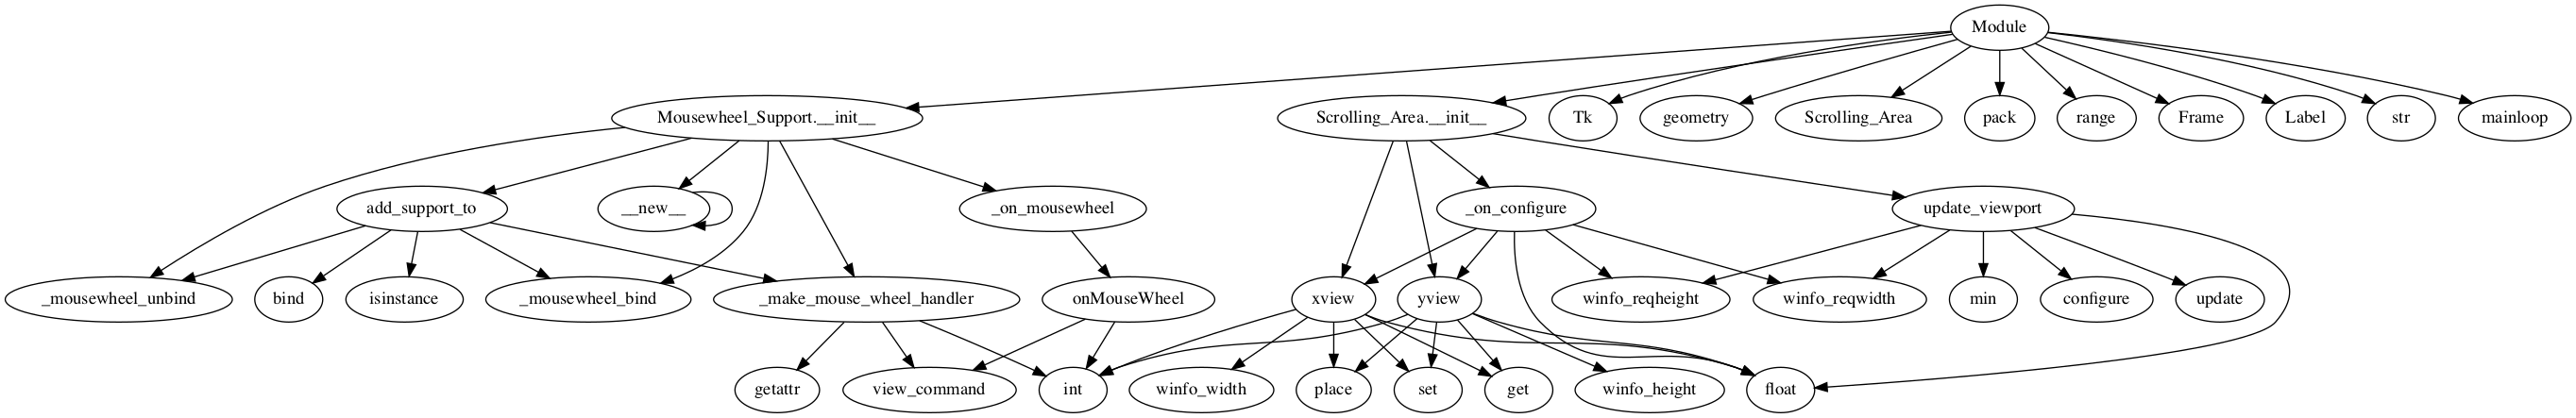 Module
Mousewheel_Support.__init__
Scrolling_Area.__init__
Tk
geometry
Scrolling_Area
pack
range
Frame
Label
str
mainloop
add_support_to
__new__
_on_mousewheel
_on_configure
update_viewport
_mousewheel_unbind
bind
isinstance
_mousewheel_bind
_make_mouse_wheel_handler
onMouseWheel
xview
yview
winfo_reqheight
winfo_reqwidth
min
configure
update
getattr
view_command
int
winfo_width
place
set
get
winfo_height
float